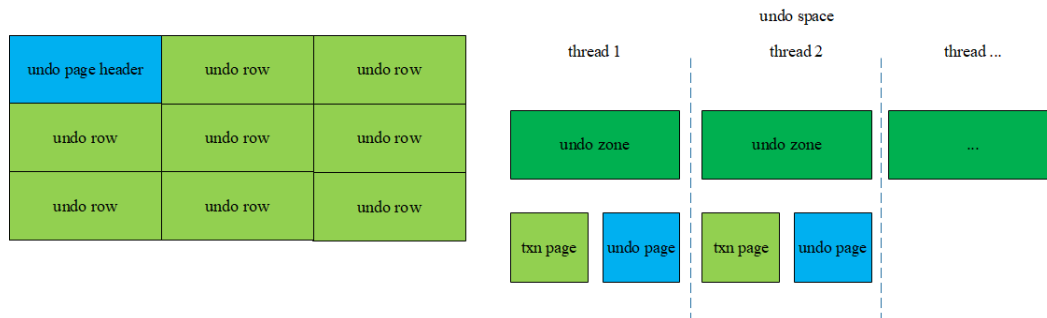 undo page header undo row undo row
undo row undo row undo row
undo row undo row undo row
undo space
thread 1 thread 2 thread ...
undo zone undo zone ...
txn page undo page txn page undo page